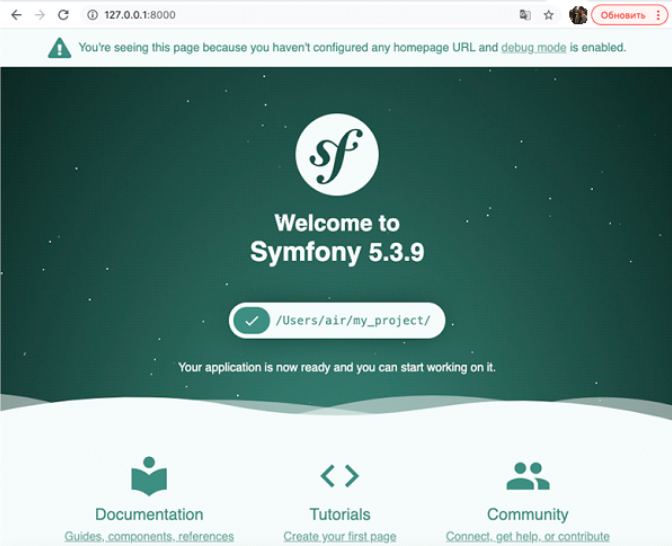 127.0.0.1:8000
Обновить
You're seeing this page because you haven't configured any homepage URL and debug mode is enabled.
sf
Welcome to
Symfony 5.3.9
/Users/air/my_project/
Your application is now ready and you can start working on it.
Documentation
Tutorials
Community
Guides, components, references
Create your first page
Connect, get help, or contribute